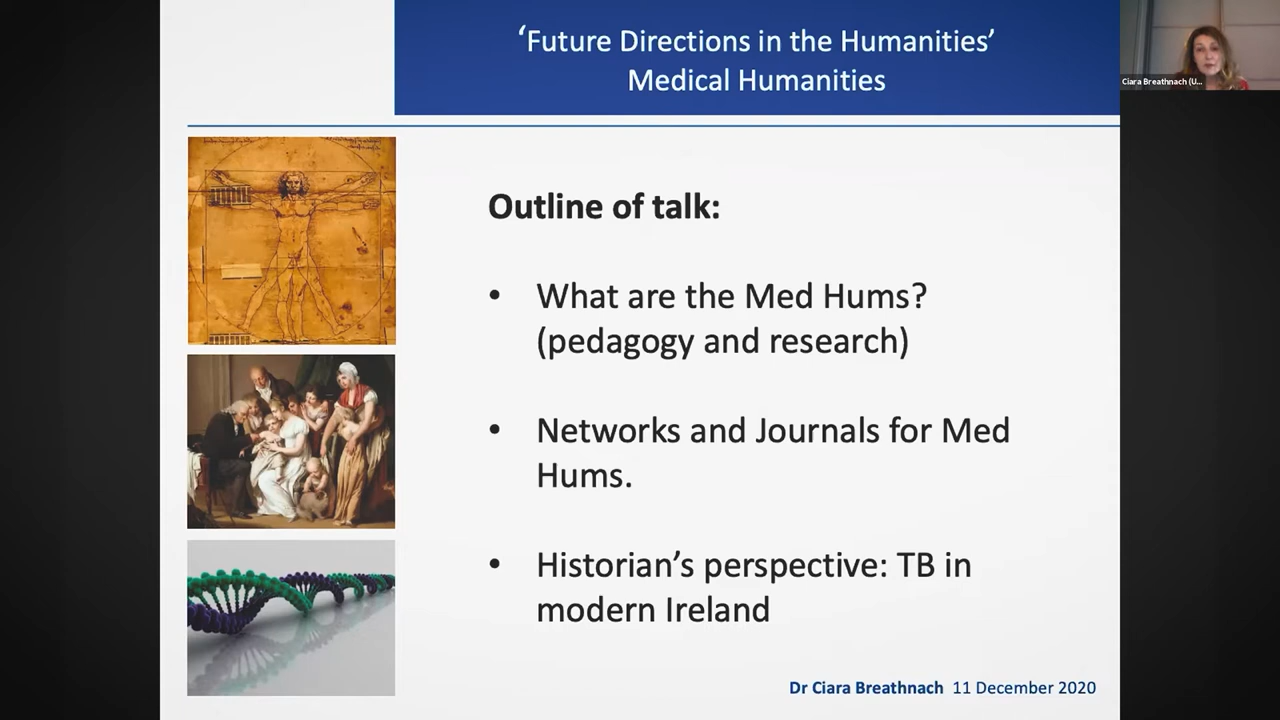 ‘Future Directions in the Humanities’
Medical Humanities
Ciara Breathnach (U...
Outline of talk:
• What are the Med Hums?
(pedagogy and research)
• Networks and Journals for Med
Hums.
• Historian’s perspective: TB in
modern Ireland
Dr Ciara Breathnach 11 December 2020